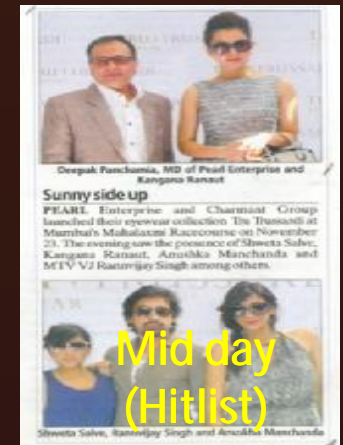 Deepak Panchamia, MD of Pearl Enterprise and
Kangana Ranaut
Sunny side up
PEARL Enterprise and Charmant Group
launched their eyewear collection Tru Trussardi at
Mumbai's Mahalaxmi Racecourse on November
23. The evening saw the presence of Shweta Salve,
Kangana Ranaut, Anushka Manchanda and
MTV VJ Rannvijay Singh among others.
Mid day
(Hitlist)
Shweta Salve, Rannvijay Singh and Anushka Manchanda